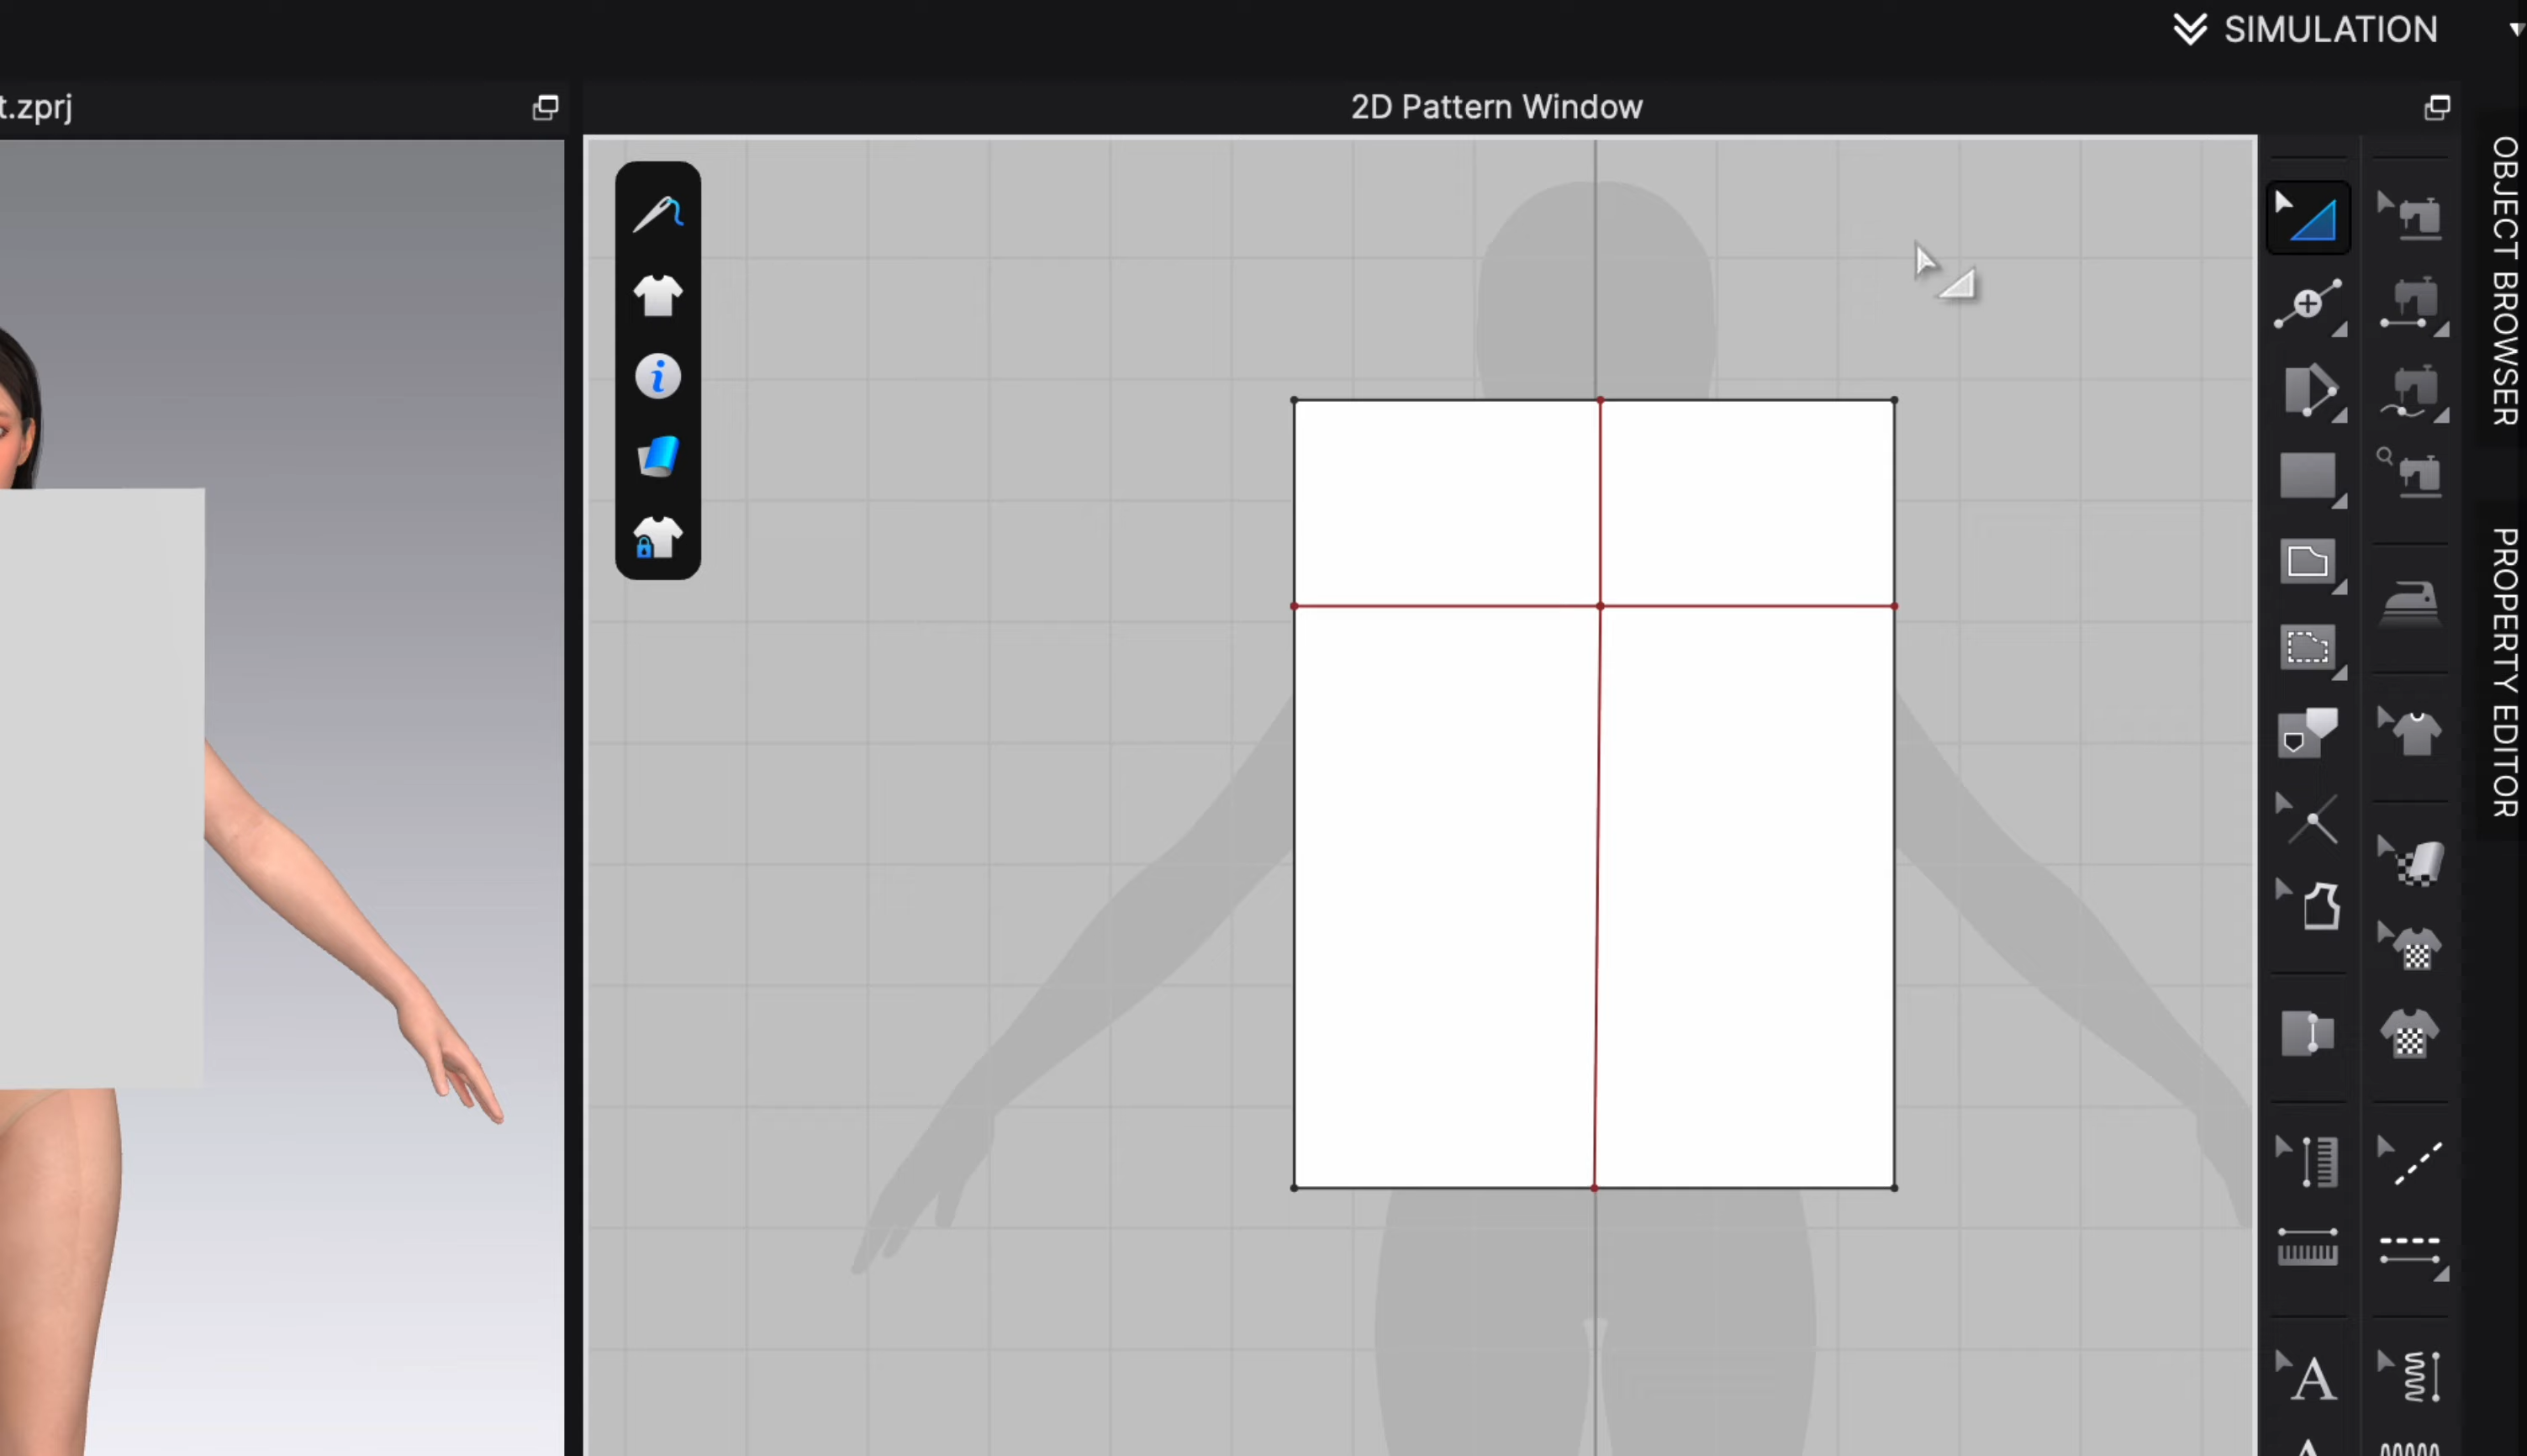 SIMULATION
t.zprj
2D Pattern Window
OBJECT BROWSER
PROPERTY EDITOR
i
A